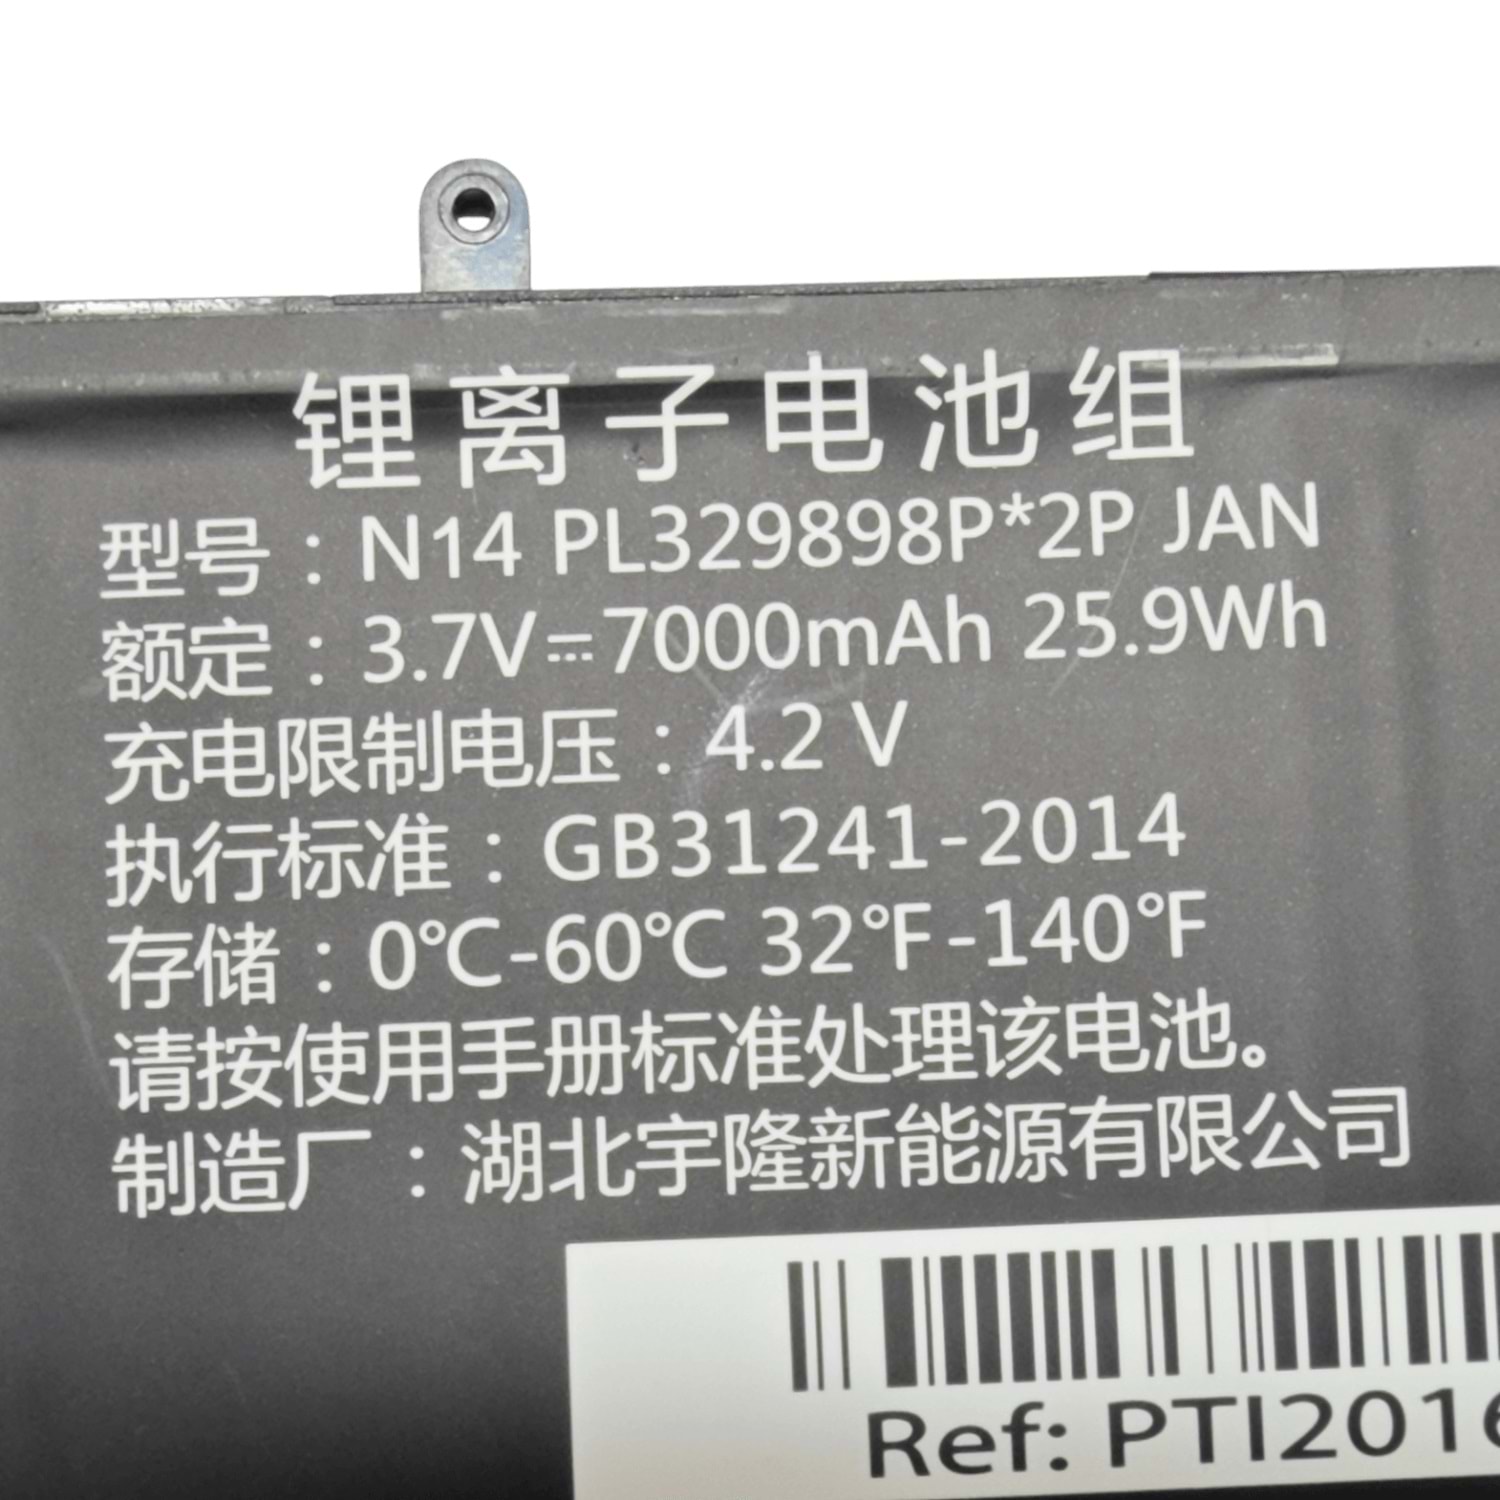 锂离子电池组
型号：N14 PL329898P*2P JAN
额定：3.7V⎓7000mAh 25.9Wh
充电限制电压：4.2 V
执行标准：GB31241-2014
存储：0℃-60℃ 32℉-140℉
请按使用手册标准处理该电池。
制造厂：湖北宇隆新能源有限公司
Ref: PTI2016